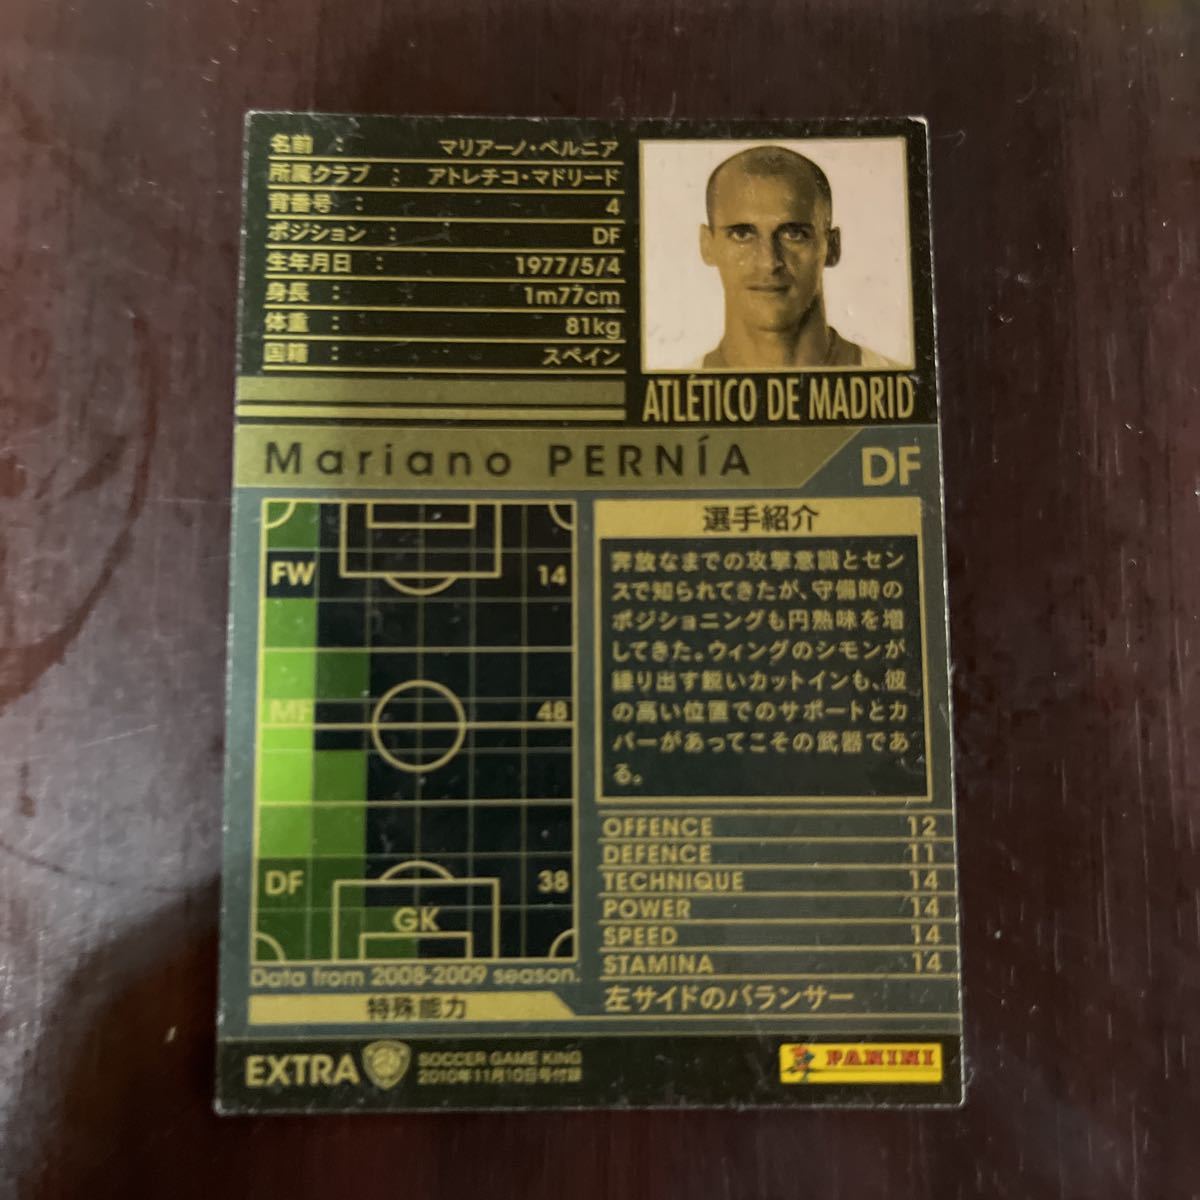 名前 : マリアーノ・ペルニア
所属クラブ : アトレチコ・マドリード
背番号 : 4
ポジション : DF
生年月日 : 1977/5/4
身長 : 1m77cm
体重 : 81kg
国籍 : スペイン
ATLÉTICO DE MADRID
Mariano PERNÍA DF
FW 14
MF 48
DF 38
GK
Data from 2008-2009 season.
選手紹介
奔放なまでの攻撃意識とセン
スで知られてきたが、守備時の
ポジショニングも円熟味を増
してきた。ウィングのシモンが
繰り出す鋭いカットインも、彼
の高い位置でのサポートとカ
バーがあってこその武器であ
る。
OFFENCE 12
DEFENCE 11
TECHNIQUE 14
POWER 14
SPEED 14
STAMINA 14
特殊能力 左サイドのバランサー
EXTRA
SOCCER GAME KING
2010年11月10日号付録
PANINI